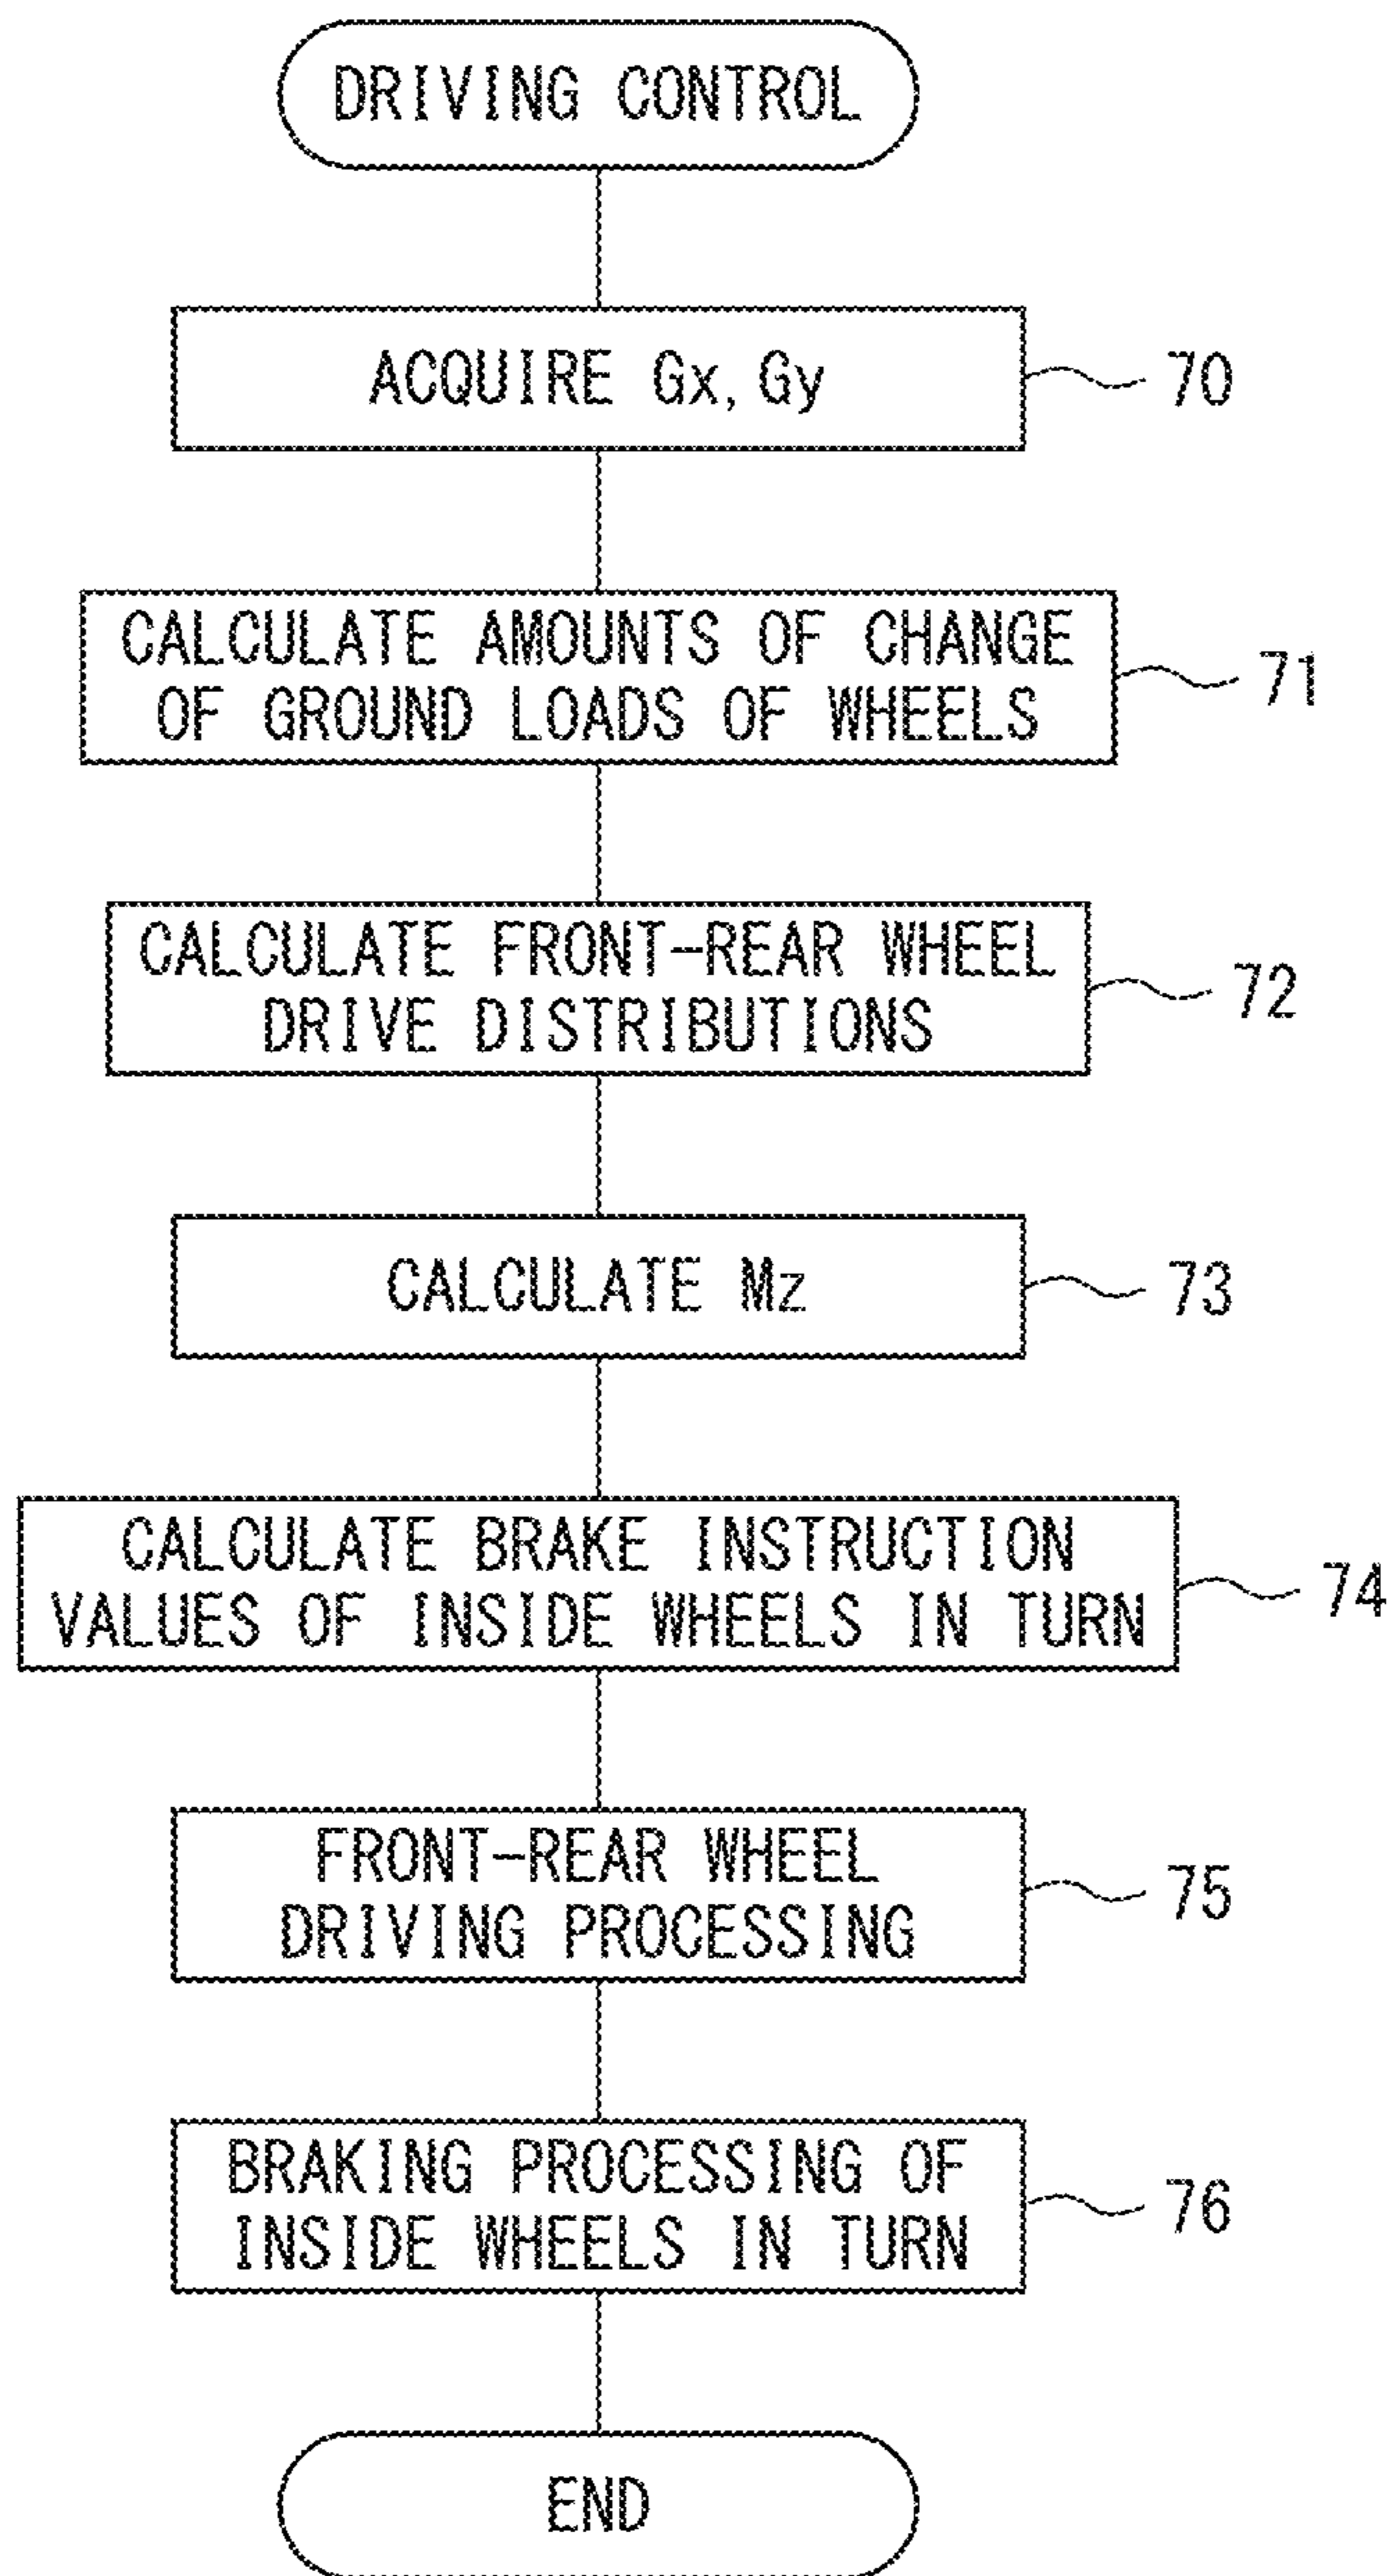 DRIVING CONTROL
ACQUIRE Gx, Gy
70
CALCULATE AMOUNTS OF CHANGE
OF GROUND LOADS OF WHEELS
71
CALCULATE FRONT-REAR WHEEL
DRIVE DISTRIBUTIONS
72
CALCULATE Mz
73
CALCULATE BRAKE INSTRUCTION
VALUES OF INSIDE WHEELS IN TURN
74
FRONT-REAR WHEEL
DRIVING PROCESSING
75
BRAKING PROCESSING OF
INSIDE WHEELS IN TURN
76
END